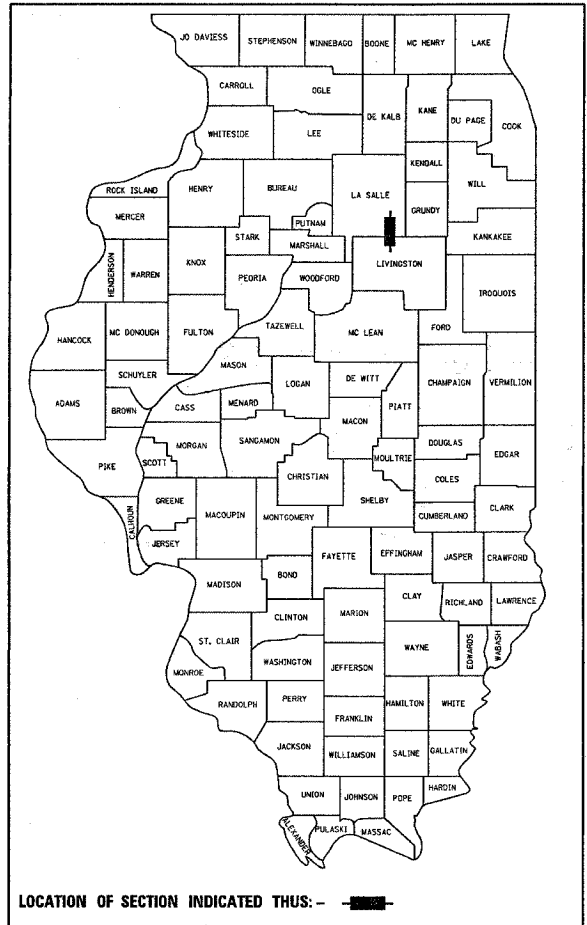 JO DAVIESS
STEPHENSON
WINNEBAGO
BOONE
MC HENRY
LAKE
CARROLL
OGLE
DE KALB
KANE
DU PAGE
COOK
WHITESIDE
LEE
KENDALL
WILL
ROCK ISLAND
HENRY
BUREAU
LA SALLE
GRUNDY
MERCER
PUTNAM
STARK
MARSHALL
KANKAKEE
HENDERSON
WARREN
KNOX
PEORIA
WOODFORD
LIVINGSTON
IROQUOIS
HANCOCK
MC DONOUGH
FULTON
TAZEWELL
MC LEAN
FORD
SCHUYLER
MASON
LOGAN
DE WITT
CHAMPAIGN
VERMILION
ADAMS
BROWN
CASS
MENARD
MACON
PIATT
PIKE
SCOTT
MORGAN
SANGAMON
CHRISTIAN
MOULTRIE
DOUGLAS
EDGAR
COLES
CALHOUN
GREENE
MACOUPIN
MONTGOMERY
SHELBY
CUMBERLAND
CLARK
JERSEY
FAYETTE
EFFINGHAM
JASPER
CRAWFORD
MADISON
BOND
CLAY
RICHLAND
LAWRENCE
CLINTON
MARION
ST. CLAIR
WAYNE
EDWARDS
WABASH
WASHINGTON
JEFFERSON
MONROE
RANDOLPH
PERRY
HAMILTON
WHITE
FRANKLIN
JACKSON
WILLIAMSON
SALINE
GALLATIN
UNION
JOHNSON
POPE
HARDIN
ALEXANDER
PULASKI
MASSAC
LOCATION OF SECTION INDICATED THUS: -